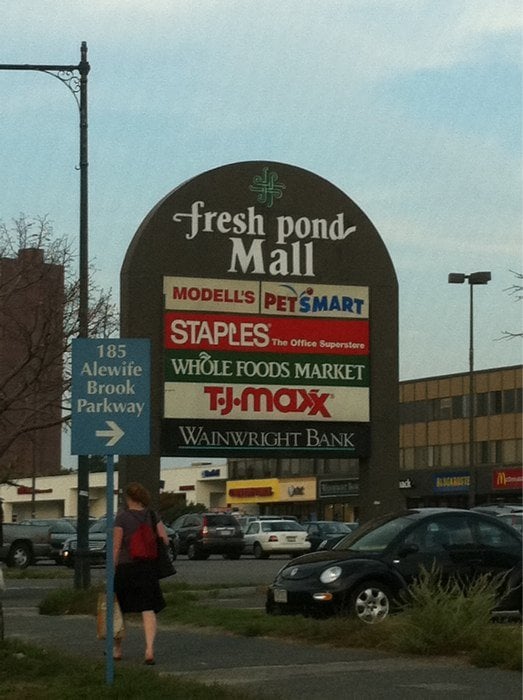 fresh pond
Mall
MODELL'S PETSMART
STAPLES The Office Superstore
WHOLE FOODS MARKET
T·J·maxx
WAINWRIGHT BANK
185
Alewife
Brook
Parkway
BLOCKBUSTER
McDonald's